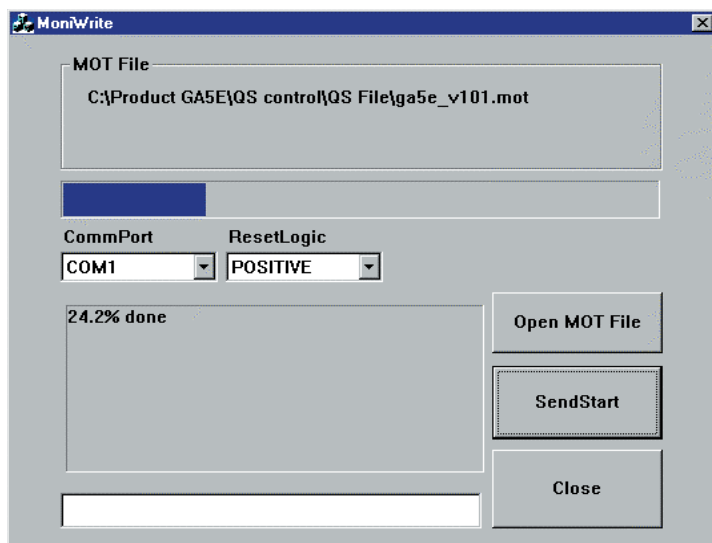 MoniWrite
MOT File
C:\Product GA5E\QS control\QS File\ga5e_v101.mot
CommPort
ResetLogic
COM1
POSITIVE
24.2% done
Open MOT File
SendStart
Close